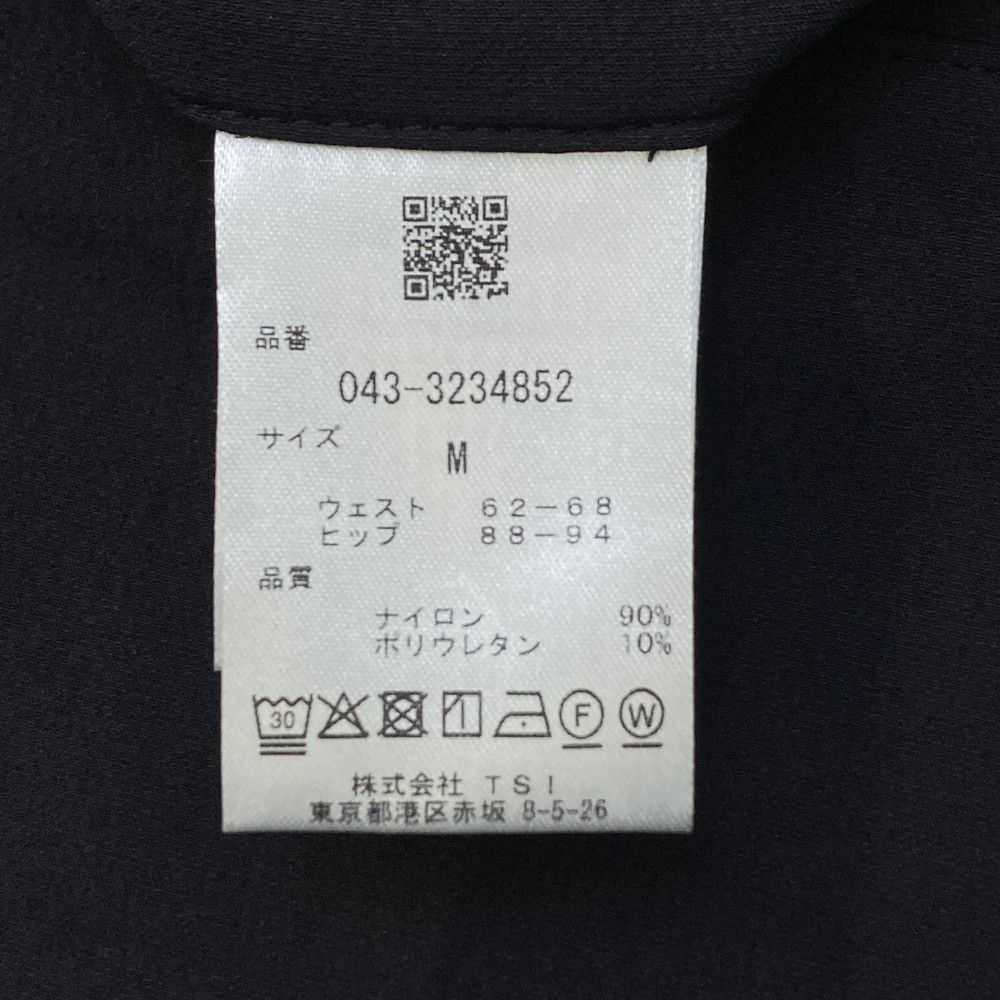 品番
043-3234852
サイズ
M
ウェスト 62-68
ヒップ 88-94
品質
ナイロン 90%
ポリウレタン 10%
30 F W
株式会社 TSI
東京都港区赤坂 8-5-26